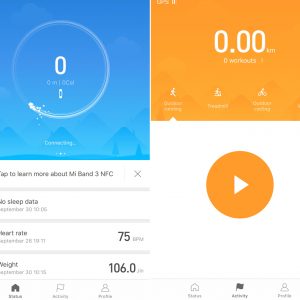 0
0 m | 0Cal
Connecting...
Tap to learn more about Mi Band 3 NFC
No sleep data
September 30 10:05
Heart rate
September 28 19:11
75 BPM
Weight
September 30 10:15
106.0
Status
Activity
Profile
GPS
0.00 km
0 workouts
Outdoor running
Treadmill
Outdoor cycling
Status
Activity
Profile